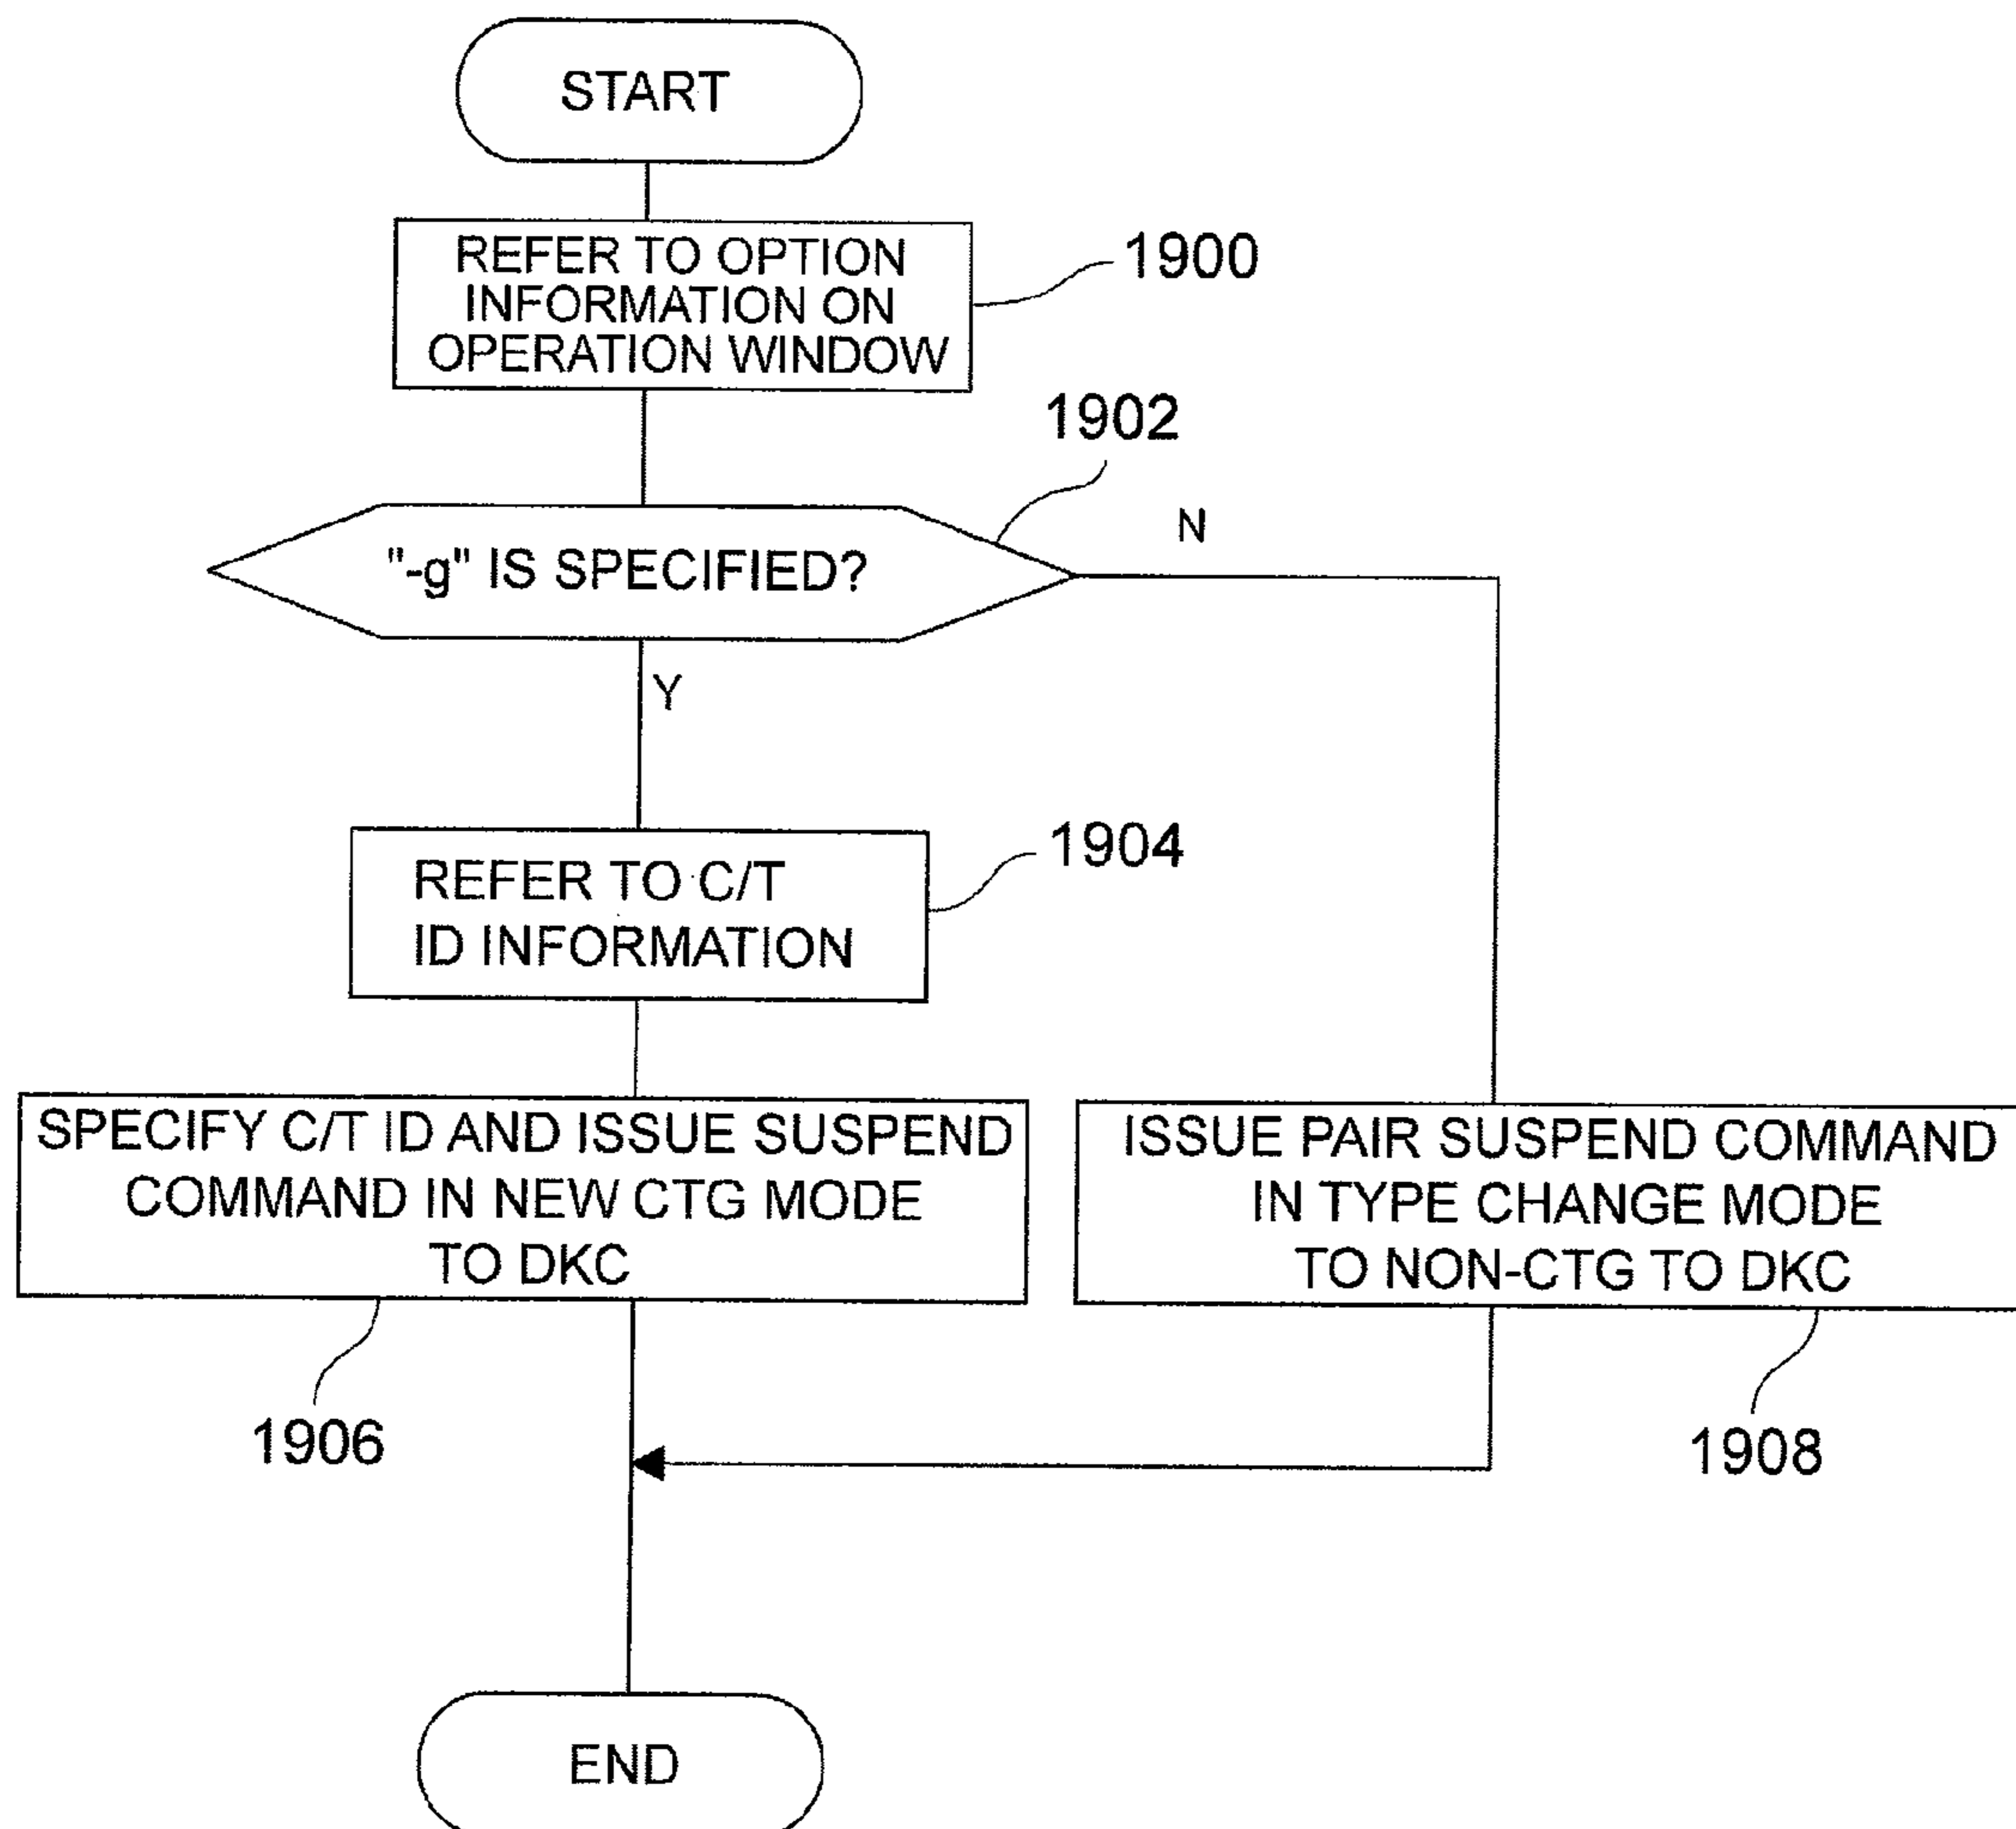 START
REFER TO OPTION
INFORMATION ON
OPERATION WINDOW
1900
1902
"-g" IS SPECIFIED?
N
Y
REFER TO C/T
ID INFORMATION
1904
SPECIFY C/T ID AND ISSUE SUSPEND
COMMAND IN NEW CTG MODE
TO DKC
ISSUE PAIR SUSPEND COMMAND
IN TYPE CHANGE MODE
TO NON-CTG TO DKC
1906
1908
END